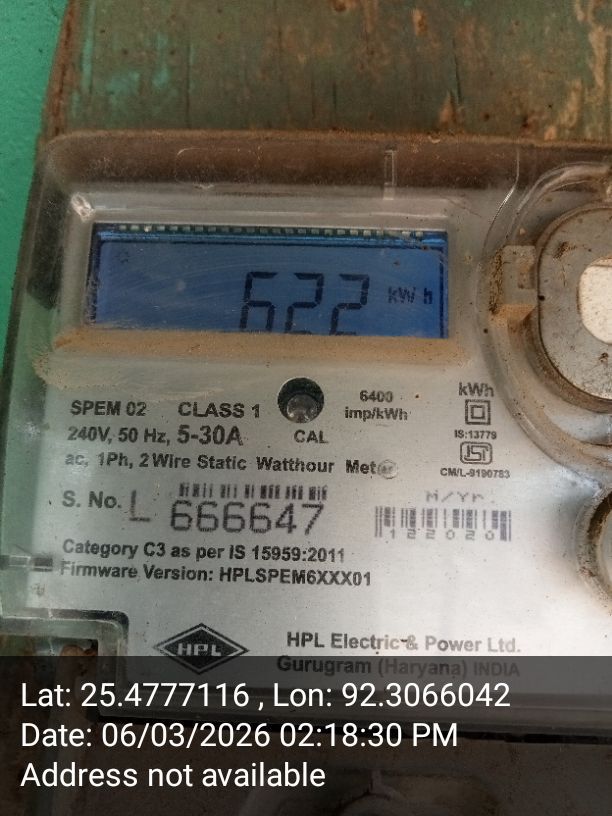 622 kWh
SPEM 02 CLASS 1
6400 imp/kWh
kWh
240V, 50 Hz, 5-30A
CAL
IS:13779
ac, 1Ph, 2 Wire Static Watthour Meter
ISI
CM/L-9190783
S. No. L 666647
M/Yr.
122020
Category C3 as per IS 15959:2011
Firmware Version: HPLSPEM6XXX01
HPL
HPL Electric & Power Ltd.
Gurugram (Haryana) INDIA
Lat: 25.4777116 , Lon: 92.3066042
Date: 06/03/2026 02:18:30 PM
Address not available